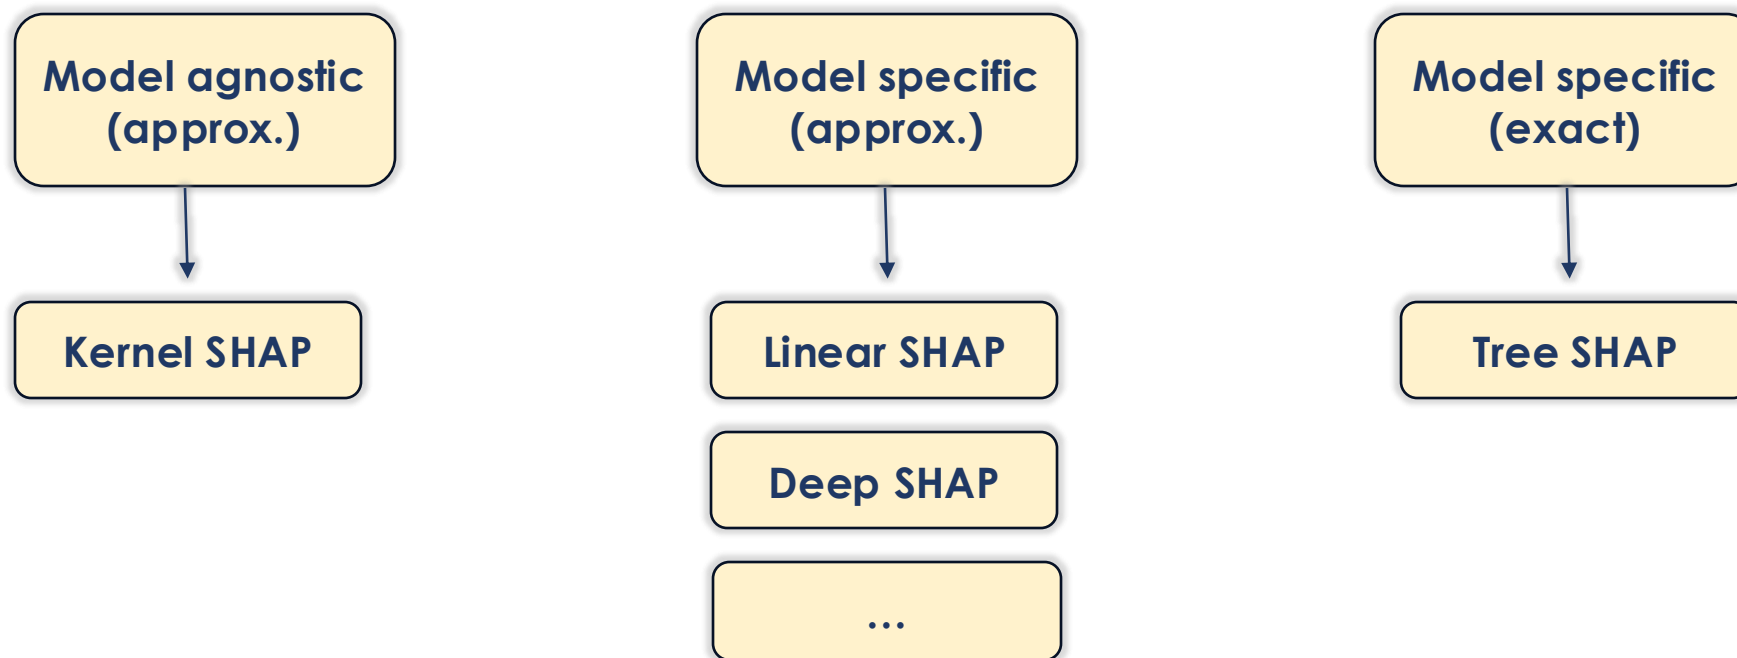 Model agnostic
(approx.)
Model specific
(approx.)
Model specific
(exact)
Kernel SHAP
Linear SHAP
Tree SHAP
Deep SHAP
...